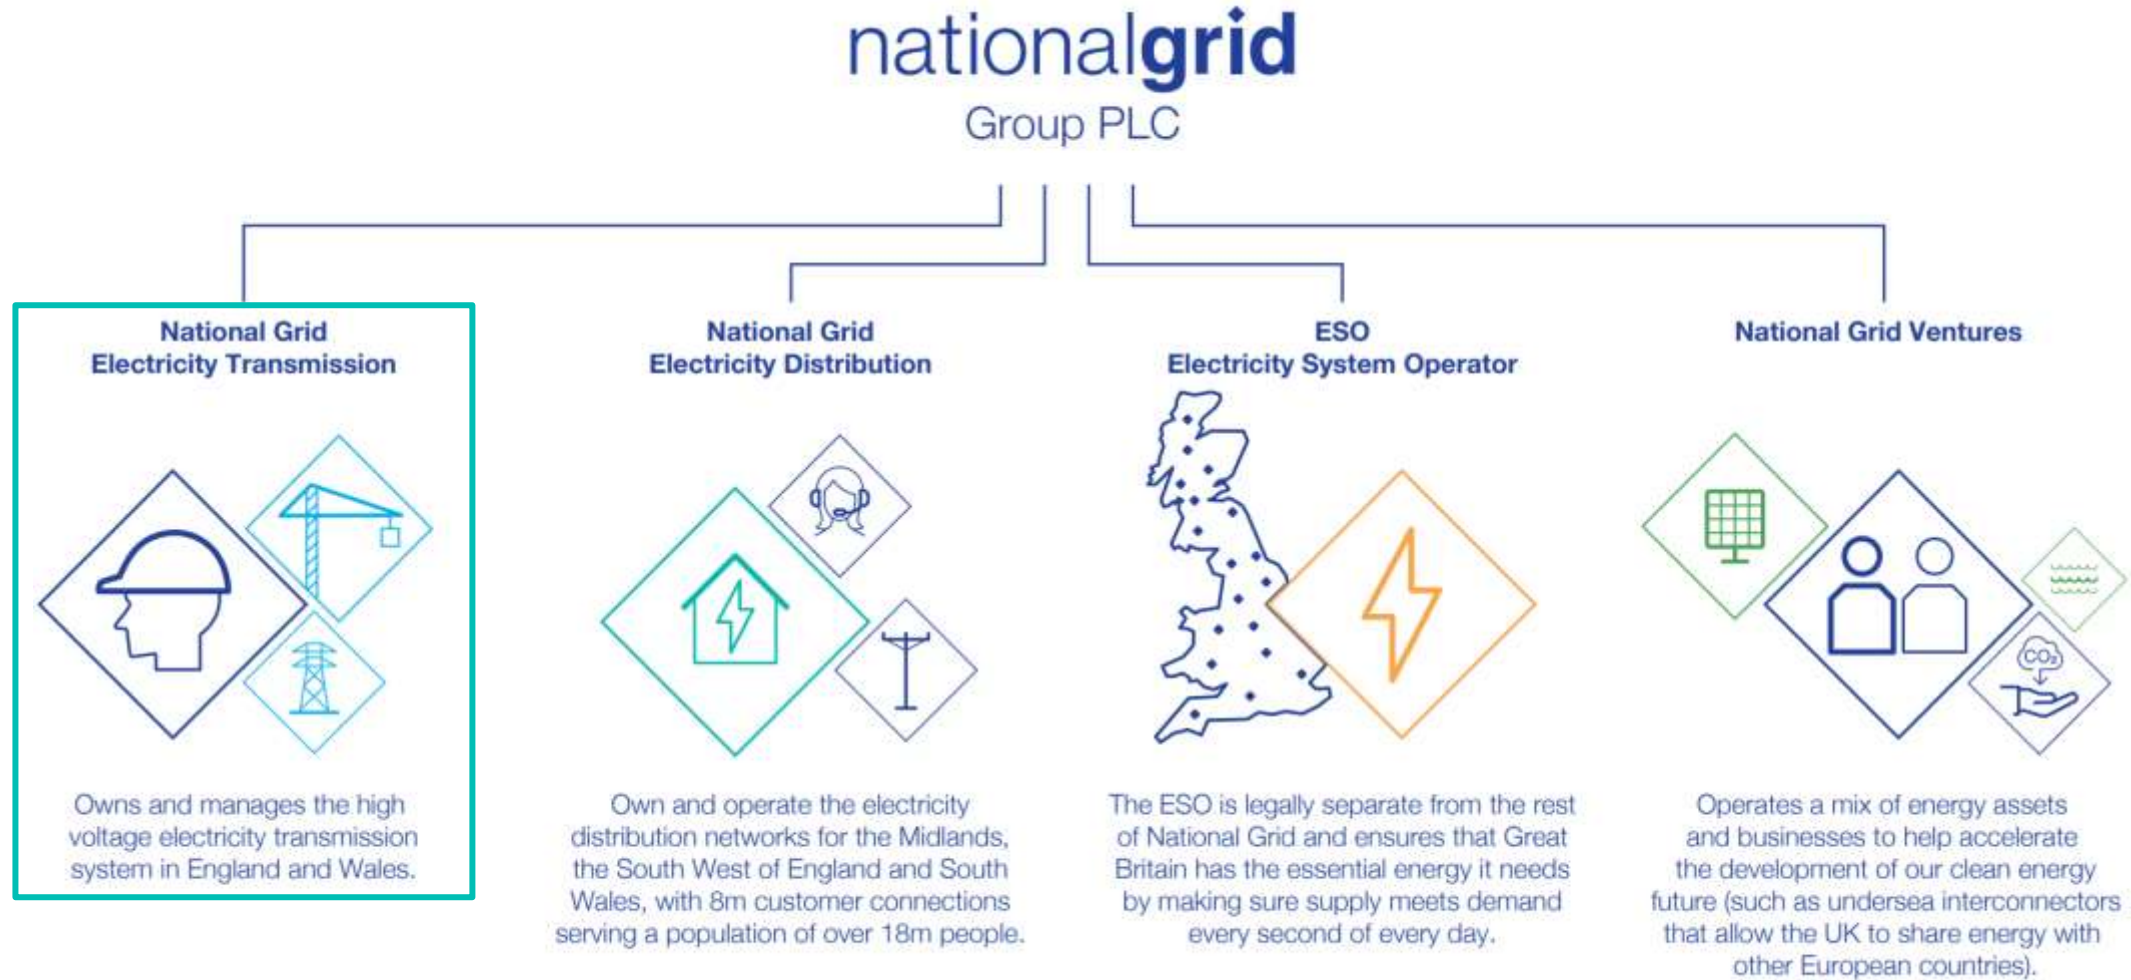 nationalgrid
Group PLC
National Grid
Electricity Transmission
Owns and manages the high
voltage electricity transmission
system in England and Wales.
National Grid
Electricity Distribution
Own and operate the electricity
distribution networks for the Midlands,
the South West of England and South
Wales, with 8m customer connections
serving a population of over 18m people.
ESO
Electricity System Operator
The ESO is legally separate from the rest
of National Grid and ensures that Great
Britain has the essential energy it needs
by making sure supply meets demand
every second of every day.
National Grid Ventures
CO₂
Operates a mix of energy assets
and businesses to help accelerate
the development of our clean energy
future (such as undersea interconnectors
that allow the UK to share energy with
other European countries).